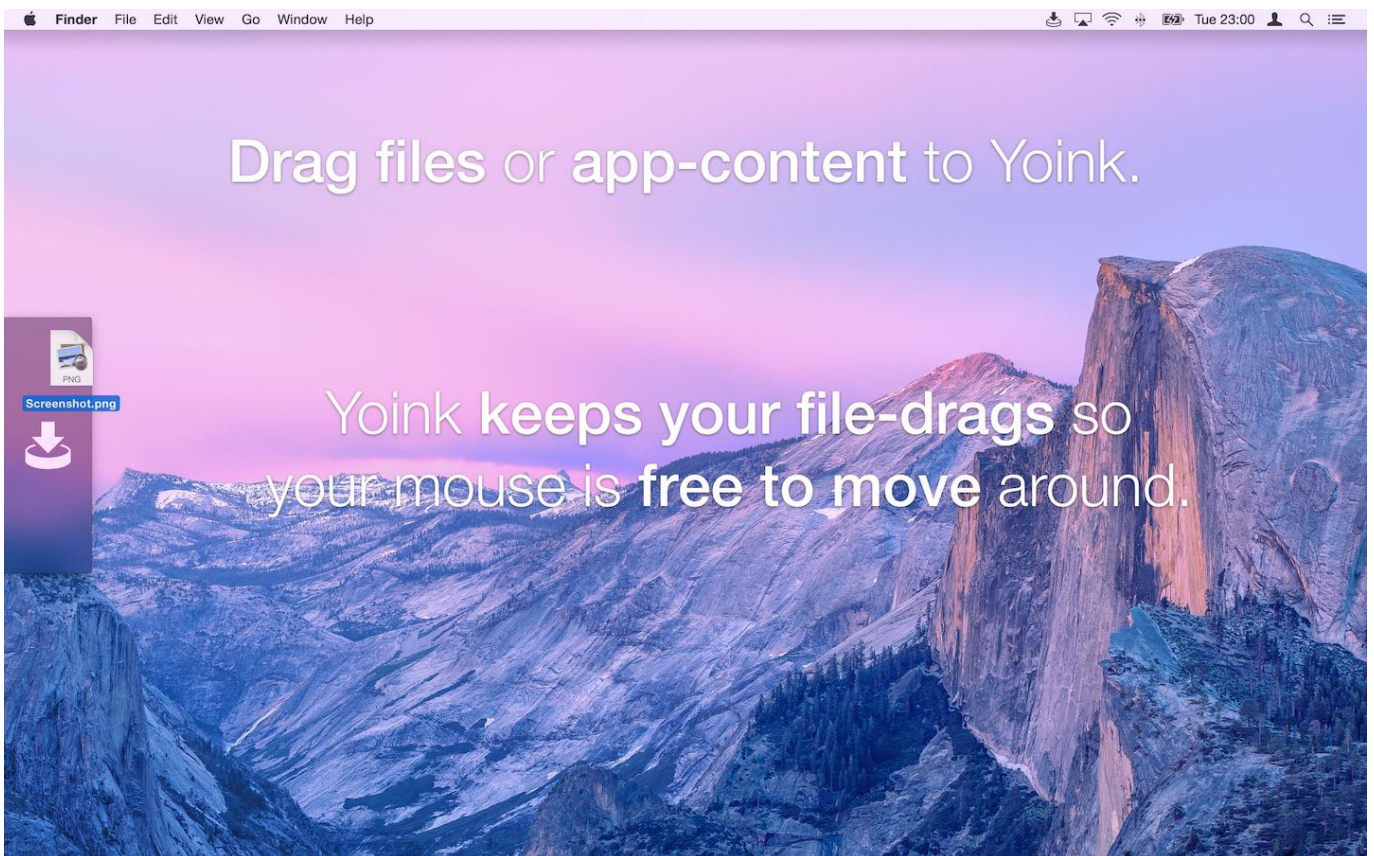 Finder File Edit View Go Window Help Tue 23:00
Drag files or app-content to Yoink.
PNG
Screenshot.png
Yoink keeps your file-drags so
your mouse is free to move around.